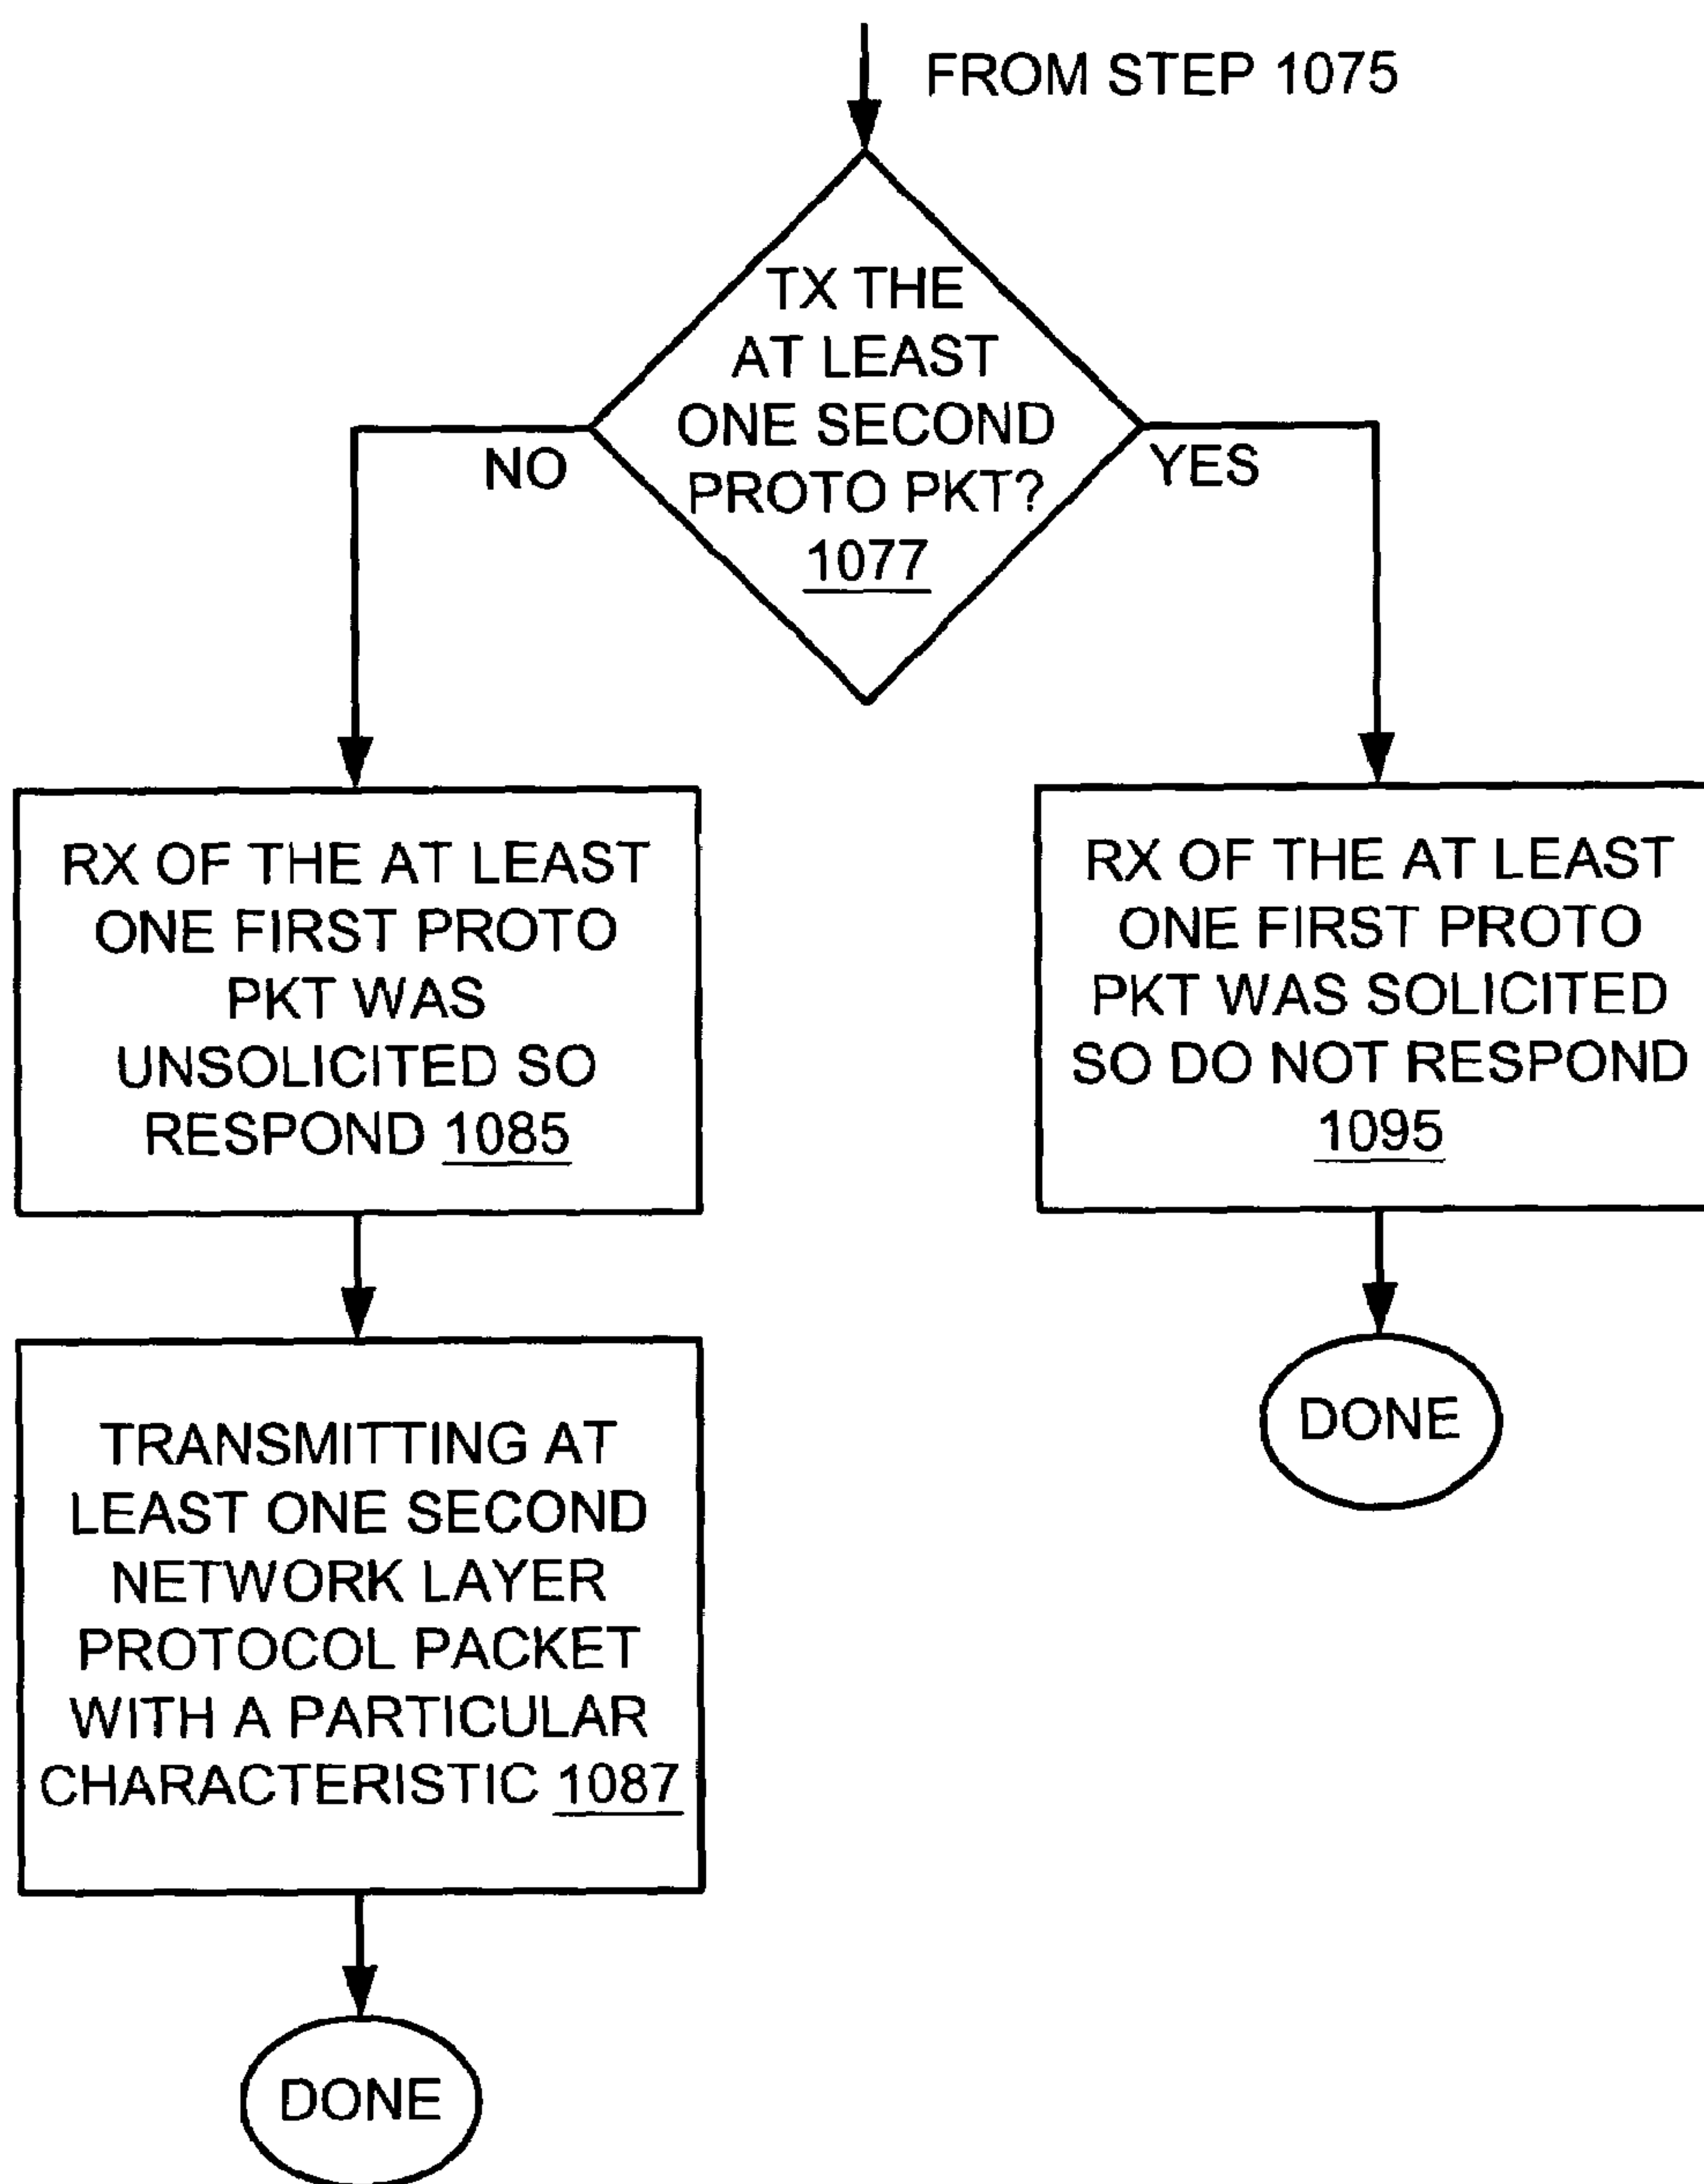 FROM STEP 1075
TX THE
AT LEAST
ONE SECOND
PROTO PKT?
1077
NO
YES
RX OF THE AT LEAST
ONE FIRST PROTO
PKT WAS
UNSOLICITED SO
RESPOND 1085
RX OF THE AT LEAST
ONE FIRST PROTO
PKT WAS SOLICITED
SO DO NOT RESPOND
1095
TRANSMITTING AT
LEAST ONE SECOND
NETWORK LAYER
PROTOCOL PACKET
WITH A PARTICULAR
CHARACTERISTIC 1087
DONE
DONE